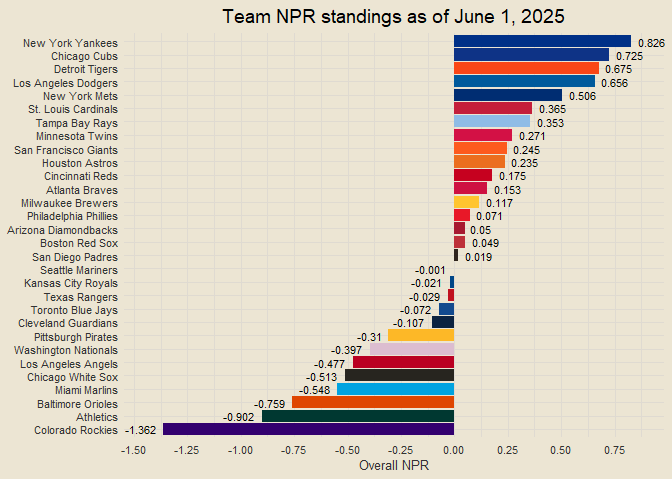 Team NPR standings as of June 1, 2025
New York Yankees 0.826
Chicago Cubs 0.725
Detroit Tigers 0.675
Los Angeles Dodgers 0.656
New York Mets 0.506
St. Louis Cardinals 0.365
Tampa Bay Rays 0.353
Minnesota Twins 0.271
San Francisco Giants 0.245
Houston Astros 0.235
Cincinnati Reds 0.175
Atlanta Braves 0.153
Milwaukee Brewers 0.117
Philadelphia Phillies 0.071
Arizona Diamondbacks 0.05
Boston Red Sox 0.049
San Diego Padres 0.019
Seattle Mariners -0.001
Kansas City Royals -0.021
Texas Rangers -0.029
Toronto Blue Jays -0.072
Cleveland Guardians -0.107
Pittsburgh Pirates -0.31
Washington Nationals -0.397
Los Angeles Angels -0.477
Chicago White Sox -0.513
Miami Marlins -0.548
Baltimore Orioles -0.759
Athletics -0.902
Colorado Rockies -1.362
-1.50 -1.25 -1.00 -0.75 -0.50 -0.25 0.00 0.25 0.50 0.75
Overall NPR